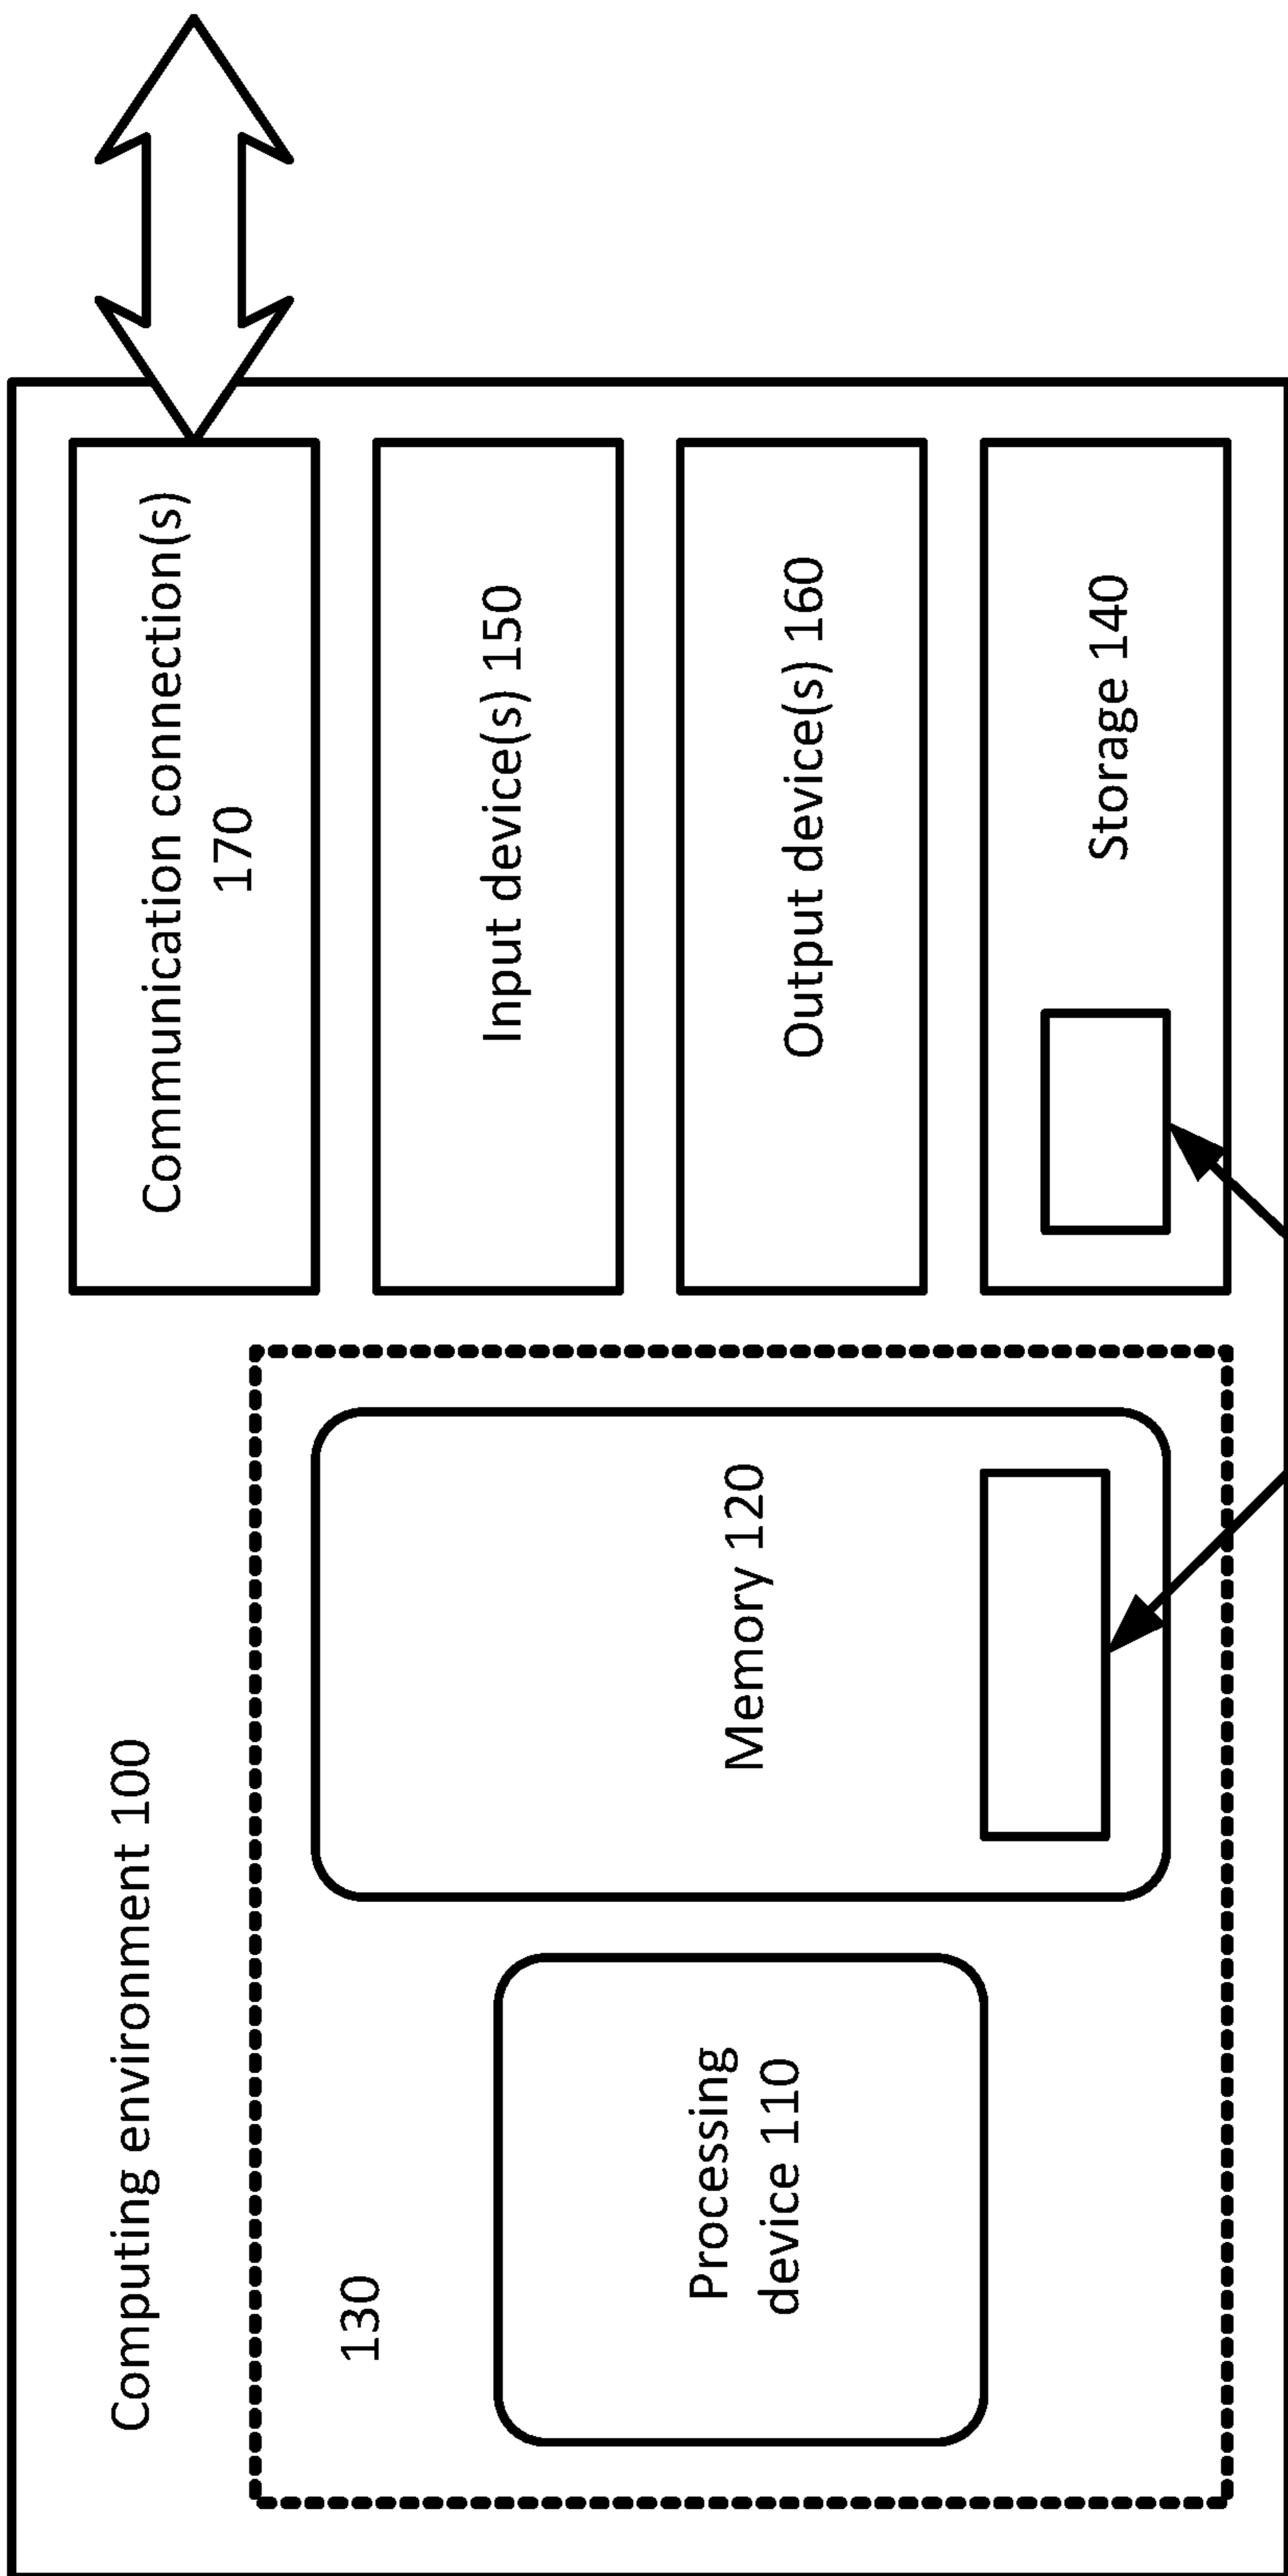 Computing environment 100
130
Processing
device 110
Memory 120
Communication connection(s)
170
Input device(s) 150
Output device(s) 160
Storage 140